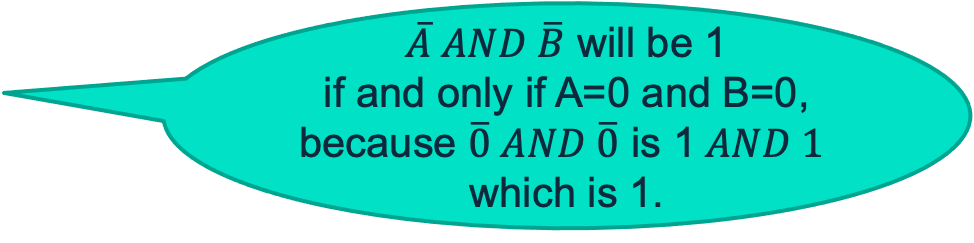 A̅ AND B̅ will be 1
if and only if A=0 and B=0,
because 0̅ AND 0̅ is 1 AND 1
which is 1.